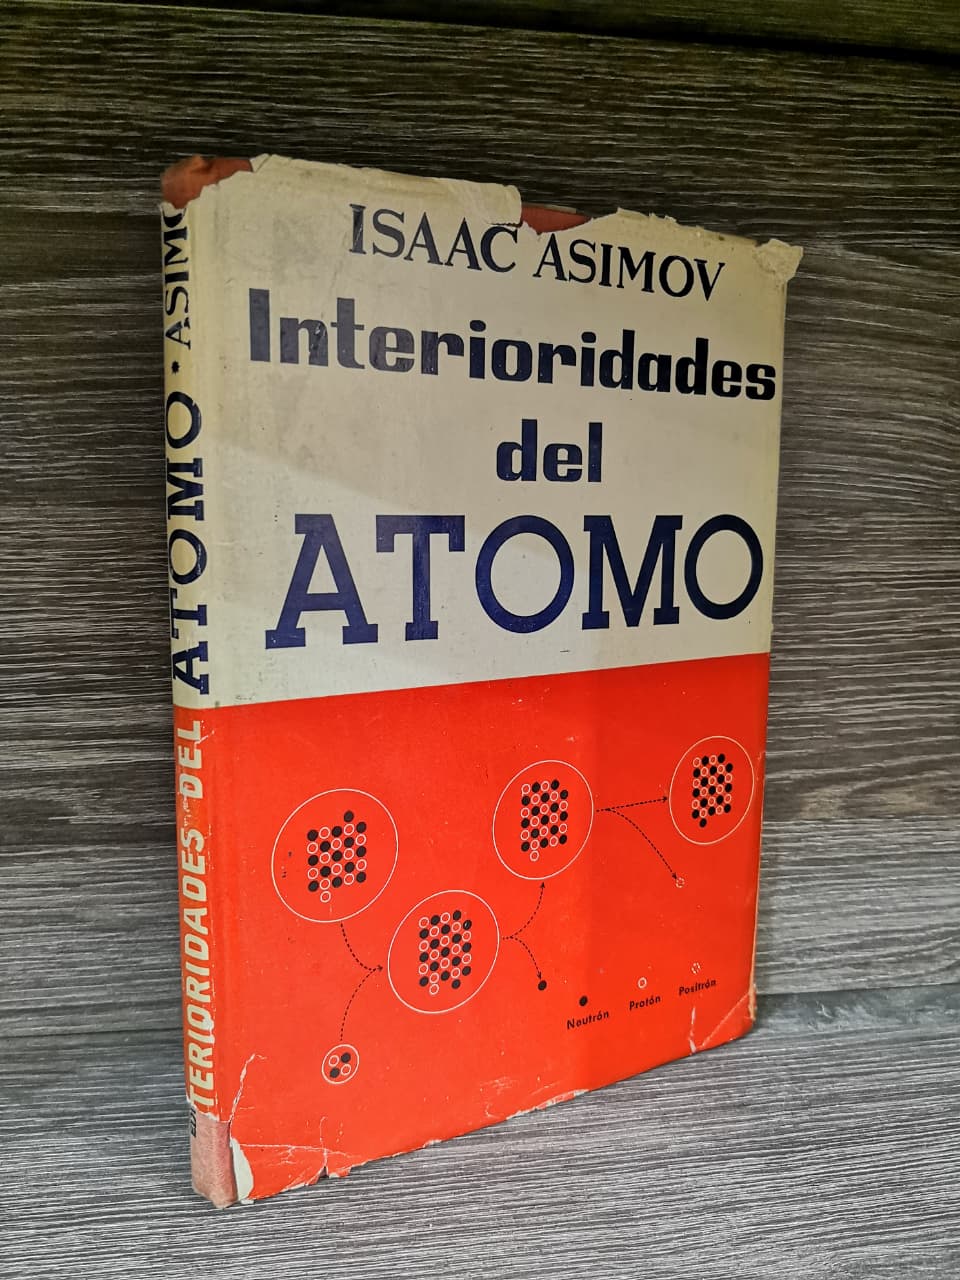 ISAAC ASIMOV
Interioridades
del
ATOMO
Neutrón Protón Positrón
TERIORIDADES DEL ATOMO • ASIMO